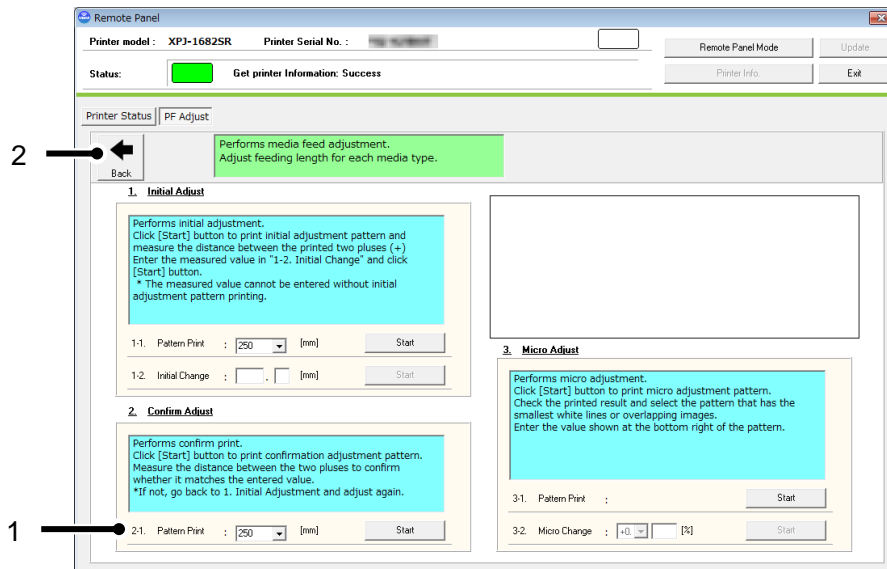 Remote Panel
Printer model : XPJ-1682SR Printer Serial No. :
Remote Panel Mode Update
Status: Get printer Information: Success
Printer Info. Exit
Printer Status PF Adjust
2
Back
Performs media feed adjustment.
Adjust feeding length for each media type.
1. Initial Adjust
Performs initial adjustment.
Click [Start] button to print initial adjustment pattern and
measure the distance between the printed two pluses (+)
Enter the measured value in "1-2. Initial Change" and click
[Start] button.
* The measured value cannot be entered without initial
adjustment pattern printing.
1-1. Pattern Print : 250 [mm] Start
1-2. Initial Change : . [mm] Start
2. Confirm Adjust
Performs confirm print.
Click [Start] button to print confirmation adjustment pattern.
Measure the distance between the two pluses to confirm
whether it matches the entered value.
*If not, go back to 1. Initial Adjustment and adjust again.
1
2-1. Pattern Print : 250 [mm] Start
3. Micro Adjust
Performs micro adjustment.
Click [Start] button to print micro adjustment pattern.
Check the printed result and select the pattern that has the
smallest white lines or overlapping images.
Enter the value shown at the bottom right of the pattern.
3-1. Pattern Print : Start
3-2. Micro Change : +0. [%] Start